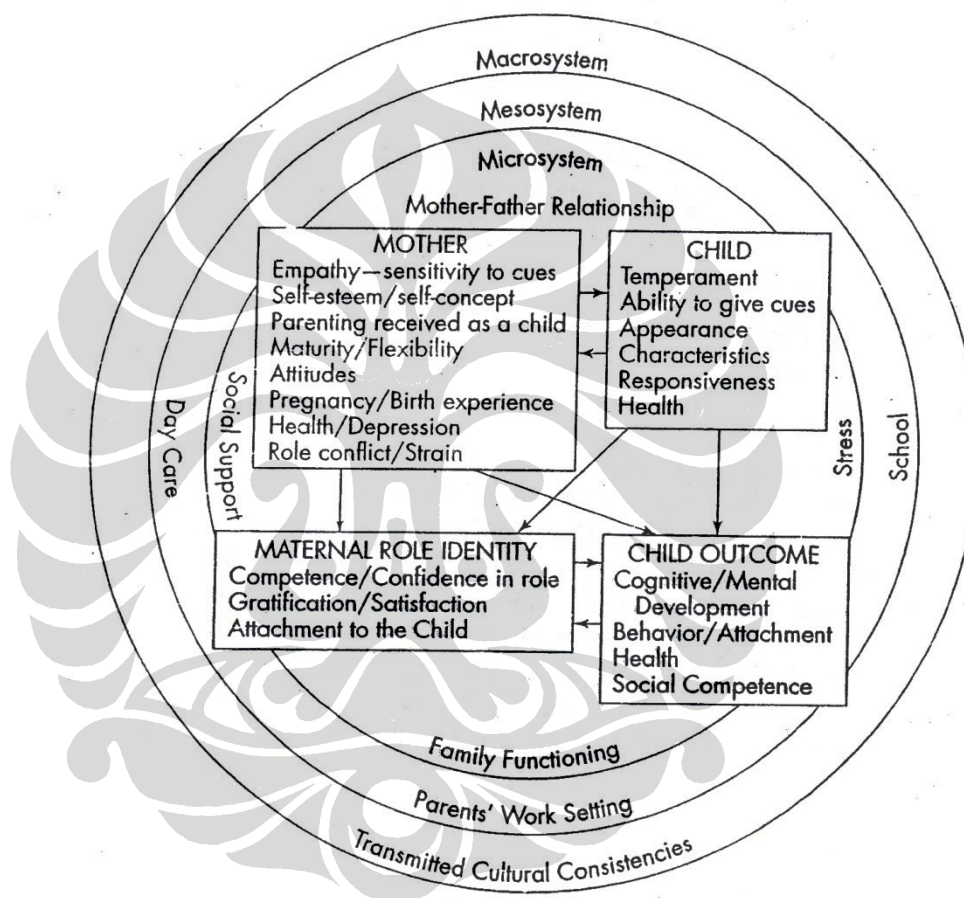 Macrosystem
Mesosystem
Microsystem
Mother-Father Relationship
MOTHER
Empathy—sensitivity to cues
Self-esteem/self-concept
Parenting received as a child
Maturity/Flexibility
Attitudes
Pregnancy/Birth experience
Health/Depression
Role conflict/Strain
CHILD
Temperament
Ability to give cues
Appearance
Characteristics
Responsiveness
Health
Day Care
Social Support
Stress
School
MATERNAL ROLE IDENTITY
Competence/Confidence in role
Gratification/Satisfaction
Attachment to the Child
CHILD OUTCOME
Cognitive/Mental
Development
Behavior/Attachment
Health
Social Competence
Family Functioning
Parents' Work Setting
Transmitted Cultural Consistencies